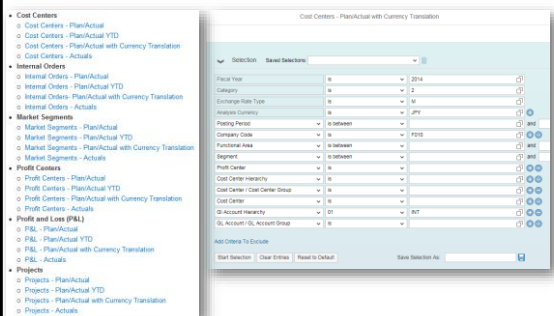 Cost Centers
Cost Centers - Plan/Actual
Cost Centers - Plan/Actual YTD
Cost Centers - Plan/Actual with Currency Translation
Cost Centers - Actuals
Internal Orders
Internal Orders - Plan/Actual
Internal Orders - Plan/Actual YTD
Internal Orders- Plan/Actual with Currency Translation
Internal Orders - Actuals
Market Segments
Market Segments - Plan/Actual
Market Segments - Plan/Actual YTD
Market Segments - Plan/Actual with Currency Translation
Market Segments - Actuals
Profit Centers
Profit Centers - Plan/Actual
Profit Centers - Plan/Actual YTD
Profit Centers - Plan/Actual with Currency Translation
Profit Centers - Actuals
Profit and Loss (P&L)
P&L - Plan/Actual
P&L - Plan/Actual YTD
P&L - Plan/Actual with Currency Translation
P&L - Actuals
Projects
Projects - Plan/Actual
Projects - Plan/Actual YTD
Projects - Plan/Actual with Currency Translation
Projects - Actuals
Cost Centers - Plan/Actual with Currency Translation
Selection Saved Selections:
Fiscal Year is 2014
Category is 2
Exchange Rate Type is M
Analysis Currency is JPY
Posting Period is between and
Company Code is F010
Functional Area is between and
Segment is between and
Profit Center is
Cost Center Hierarchy is
Cost Center / Cost Center Group is
Cost Center is
Gl Account Hierarchy 01 INT
GL Account / GL Account Group is
Add Criteria To Exclude
Start Selection Clear Entries Reset to Default Save Selection As: